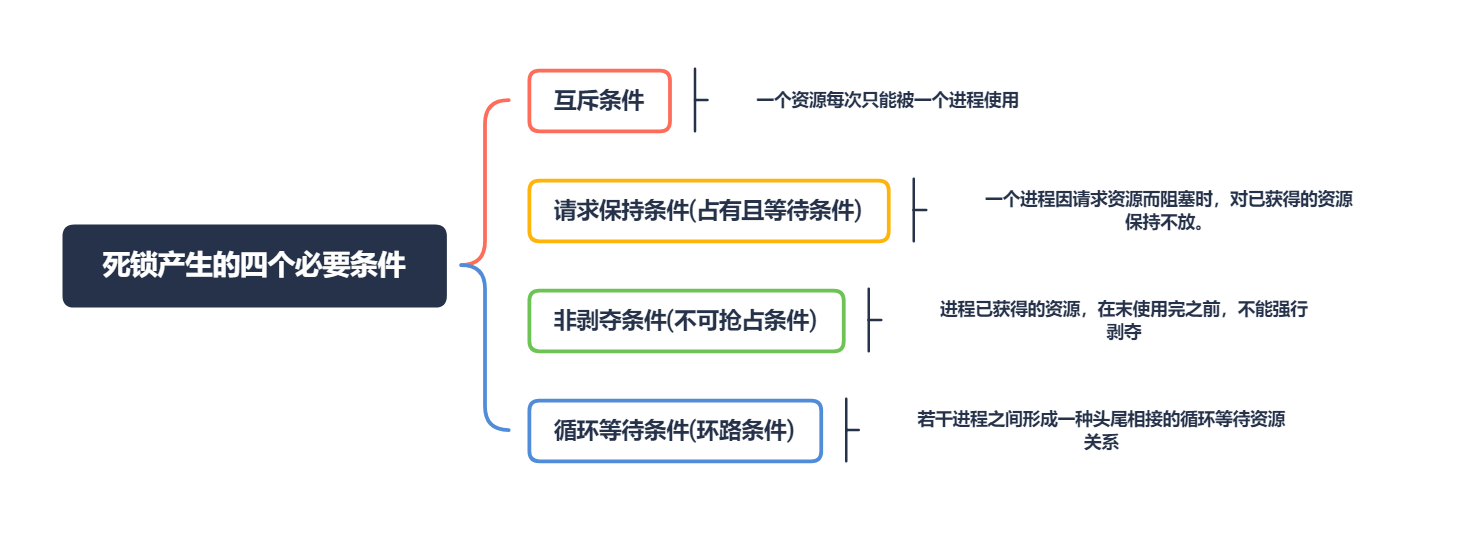 死锁产生的四个必要条件
互斥条件
一个资源每次只能被一个进程使用
请求保持条件(占有且等待条件)
一个进程因请求资源而阻塞时，对已获得的资源
保持不放。
非剥夺条件(不可抢占条件)
进程已获得的资源，在末使用完之前，不能强行
剥夺
循环等待条件(环路条件)
若干进程之间形成一种头尾相接的循环等待资源
关系